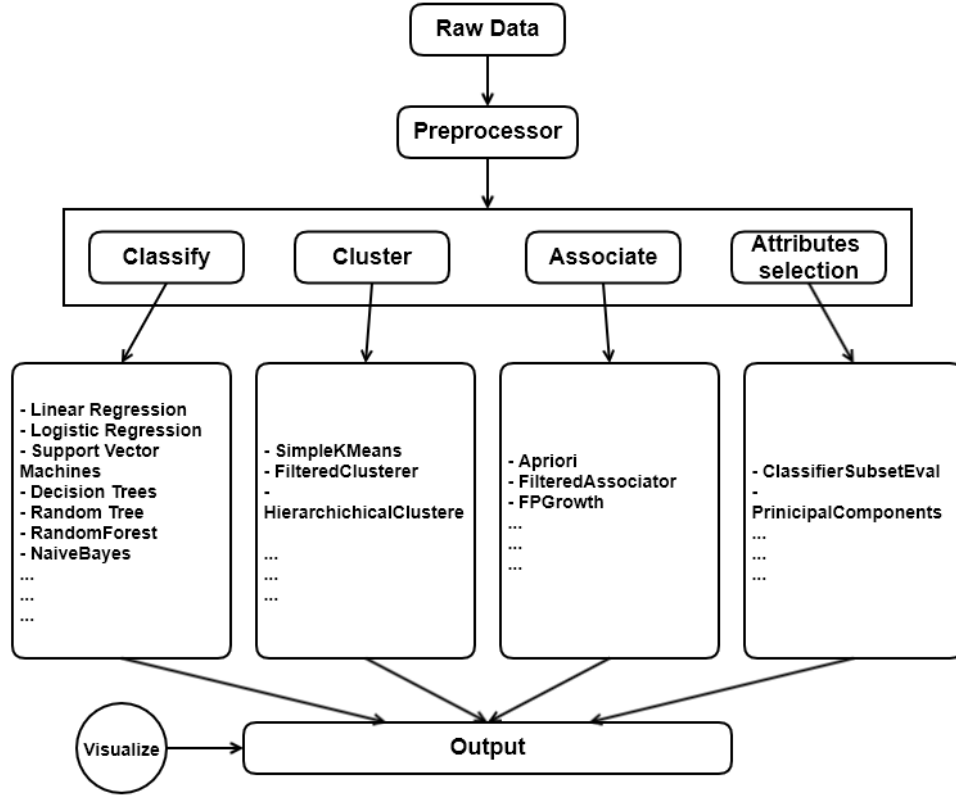 Raw Data
Preprocessor
Classify
Cluster
Associate
Attributes
selection
- Linear Regression
- Logistic Regression
- Support Vector
Machines
- Decision Trees
- Random Tree
- RandomForest
- NaiveBayes
...
...
...
- SimpleKMeans
- FilteredClusterer
-
HierarchichicalClustere
...
...
...
- Apriori
- FilteredAssociator
- FPGrowth
...
...
...
- ClassifierSubsetEval
-
PrinicipalComponents
...
...
...
Visualize
Output